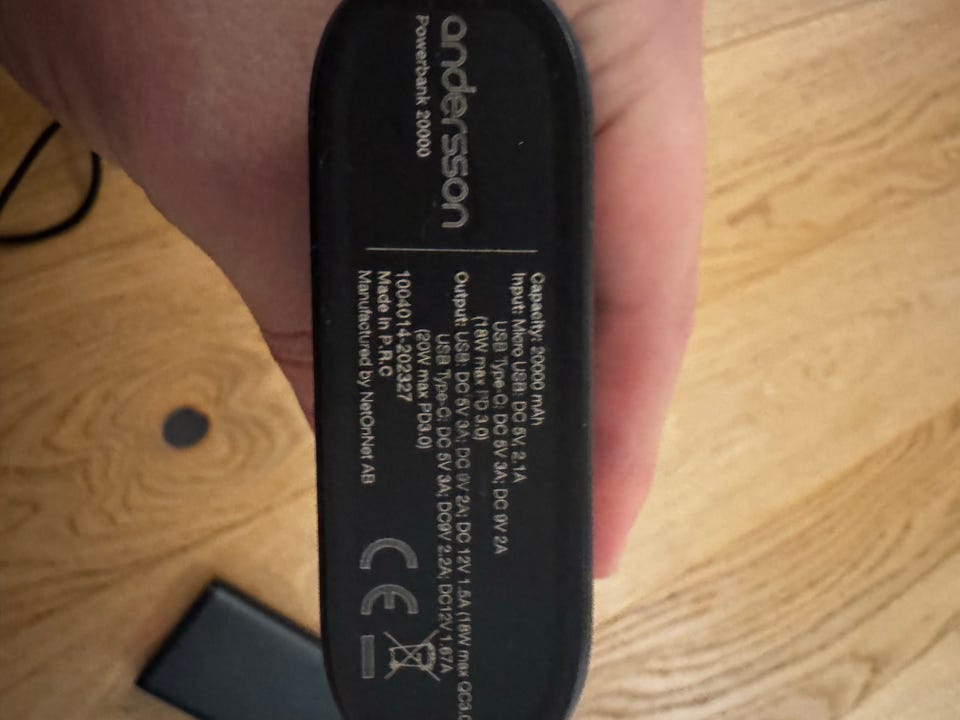 andersson
Powerbank 20000
Capacity: 20000 mAh
Input: Micro USB: DC 5V, 2.1A
USB Type-C: DC 5V 3A; DC 9V 2A
(18W max PD 3.0)
Output: USB: DC 5V 3A; DC 9V 2A; DC 12V 1.5A (18W max QC3.0
USB Type-C: DC 5V 3A; DC9V 2.2A; DC12V 1.67A
(20W max PD3.0)
1004014-202327
Made in P.R.C
Manufactured by NetOnNet AB
CE